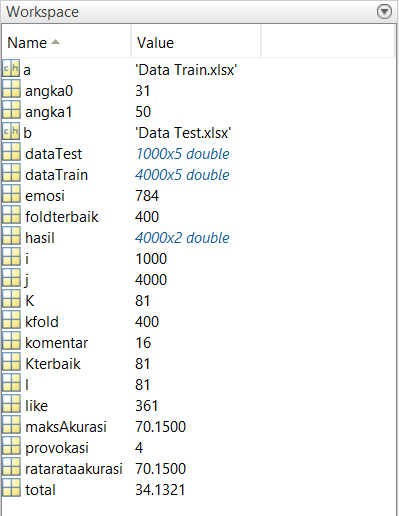 Workspace
Name Value
a 'Data Train.xlsx'
angka0 31
angka1 50
b 'Data Test.xlsx'
dataTest 1000x5 double
dataTrain 4000x5 double
emosi 784
foldterbaik 400
hasil 4000x2 double
i 1000
j 4000
K 81
kfold 400
komentar 16
Kterbaik 81
l 81
like 361
maksAkurasi 70.1500
provokasi 4
ratarataakurasi 70.1500
total 34.1321